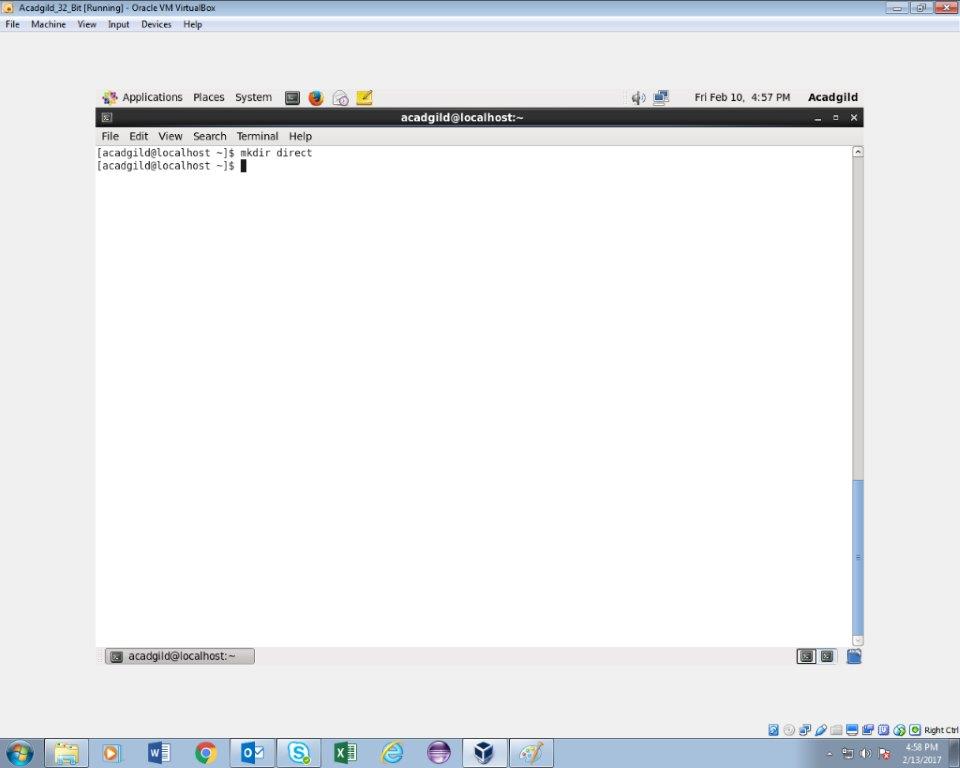 Acadgild_32_Bit [Running] - Oracle VM VirtualBox
File Machine View Input Devices Help
Applications Places System Fri Feb 10, 4:57 PM Acadgild
acadgild@localhost:~
File Edit View Search Terminal Help
[acadgild@localhost ~]$ mkdir direct
[acadgild@localhost ~]$
acadgild@localhost:~
Right Ctrl
4:58 PM
2/13/2017